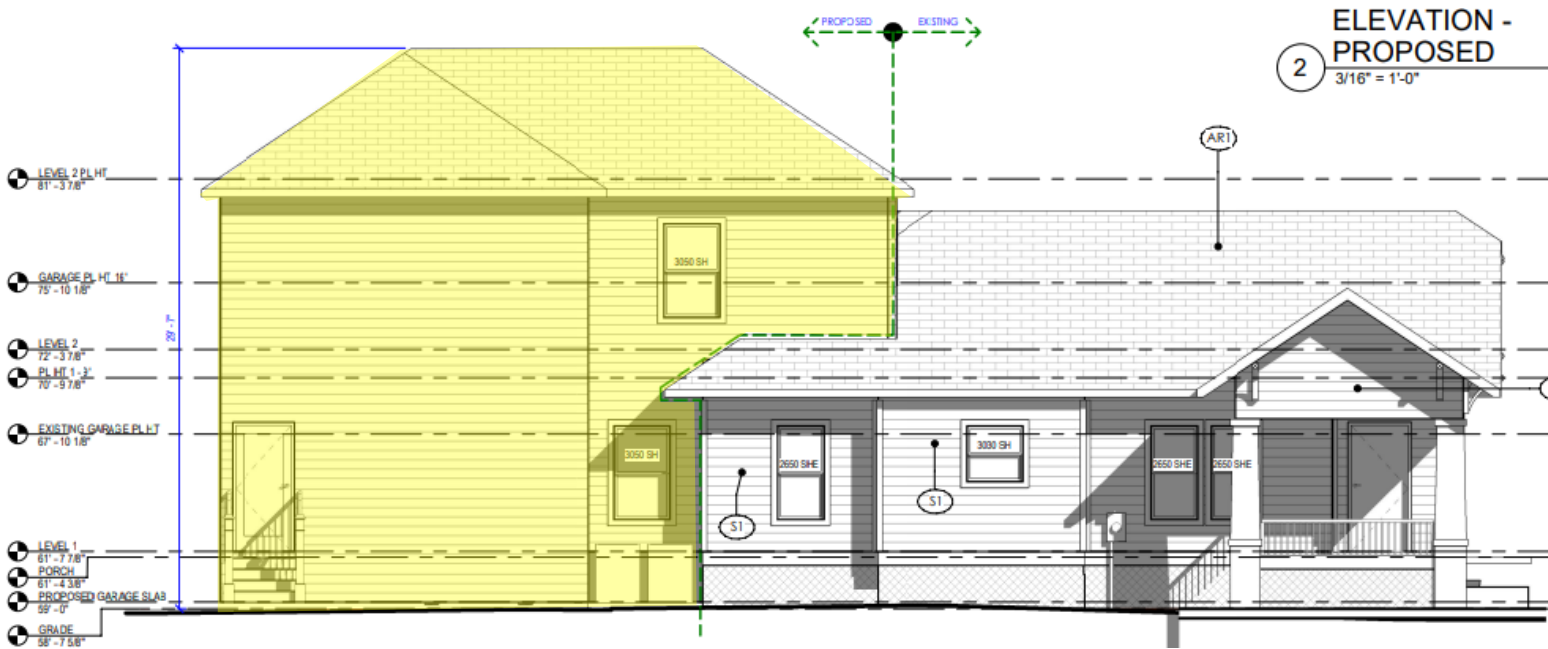 ELEVATION -
PROPOSED
2
3/16" = 1'-0"
PROPOSED
EXISTING
AR1
LEVEL 2 PL HT
81' - 3 7/8"
GARAGE PL HT 16'
75' - 10 1/8"
LEVEL 2
72' - 3 7/8"
PL HT 1 - 9'
70' - 9 7/8"
EXISTING GARAGE PL HT
67' - 10 1/8"
LEVEL 1
61' - 7 7/8"
PORCH
61' - 4 3/8"
PROPOSED GARAGE SLAB
59' - 0"
GRADE
58' - 7 5/8"
29' - 7"
3050 SH
3050 SH
2650 SHE
3030 SH
2650 SHE
2650 SHE
S1
S1